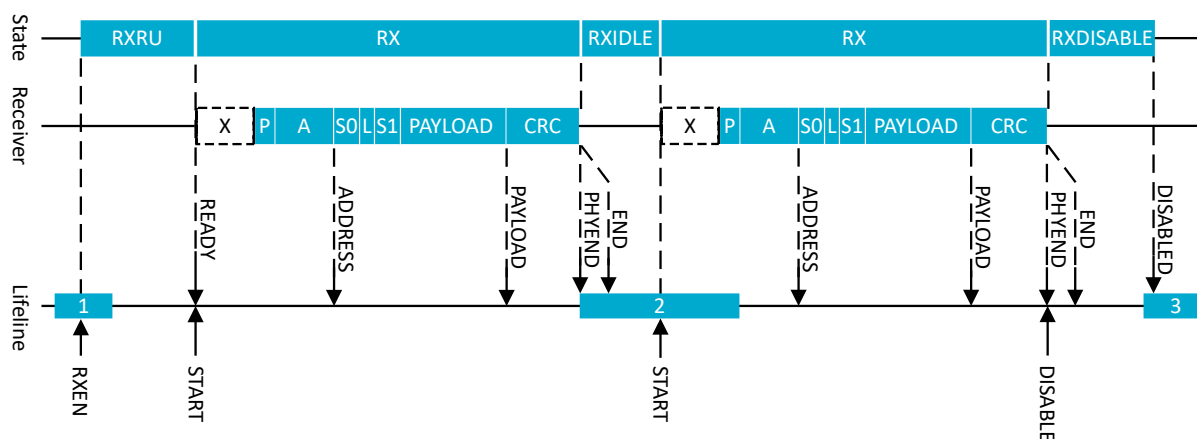 State
RXRU
RX
RXIDLE
RX
RXDISABLE
Receiver
X
P
A
S0
L
S1
PAYLOAD
CRC
X
P
A
S0
L
S1
PAYLOAD
CRC
READY
ADDRESS
PAYLOAD
PHYEND
END
ADDRESS
PAYLOAD
PHYEND
END
DISABLED
Lifeline
1
2
3
RXEN
START
START
DISABLE